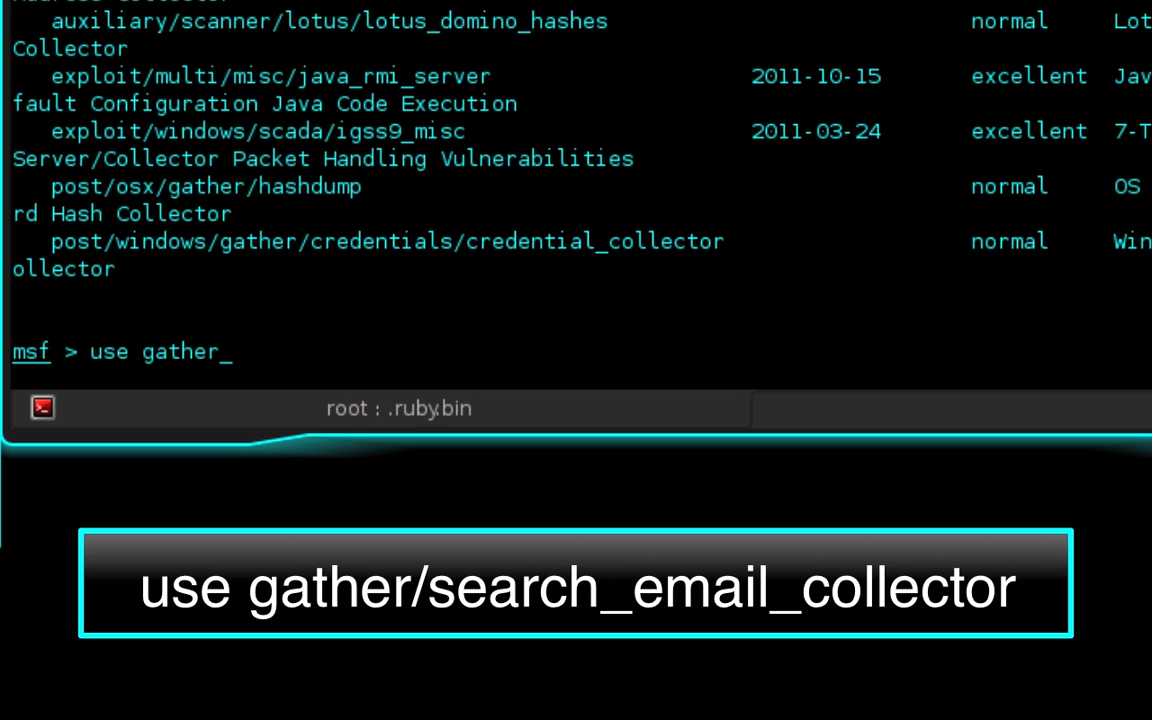 auxiliary/scanner/lotus/lotus_domino_hashes normal Lot
Collector
exploit/multi/misc/java_rmi_server 2011-10-15 excellent Jav
fault Configuration Java Code Execution
exploit/windows/scada/igss9_misc 2011-03-24 excellent 7-T
Server/Collector Packet Handling Vulnerabilities
post/osx/gather/hashdump normal OS
rd Hash Collector
post/windows/gather/credentials/credential_collector normal Win
ollector
msf > use gather_
root : .ruby.bin
use gather/search_email_collector